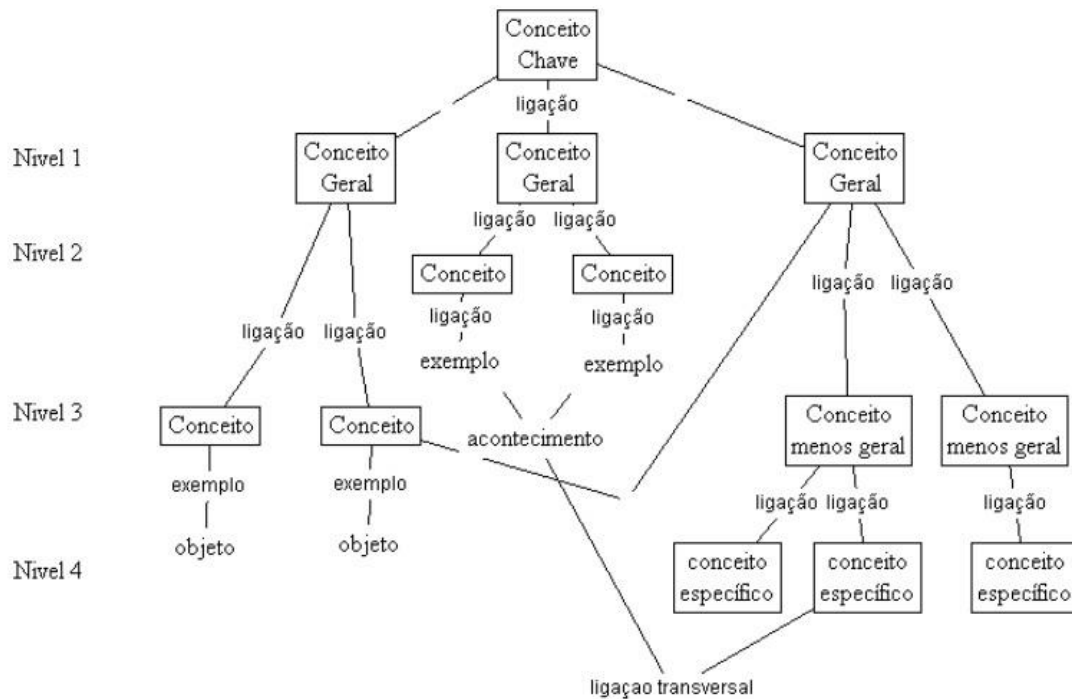 Conceito
Chave
ligação
Nivel 1
Conceito
Geral
Conceito
Geral
Conceito
Geral
ligação
ligação
Nivel 2
Conceito
Conceito
ligação
ligação
ligação
ligação
ligação
ligação
exemplo
exemplo
Nivel 3
Conceito
Conceito
acontecimento
Conceito
menos geral
Conceito
menos geral
exemplo
exemplo
ligação
ligação
ligação
objeto
objeto
Nivel 4
conceito
específico
conceito
específico
conceito
específico
ligaçao transversal